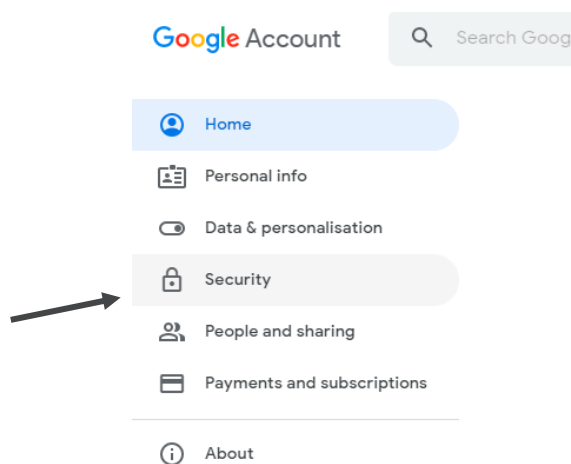 Google Account
Search Goog
Home
Personal info
Data & personalisation
Security
People and sharing
Payments and subscriptions
About